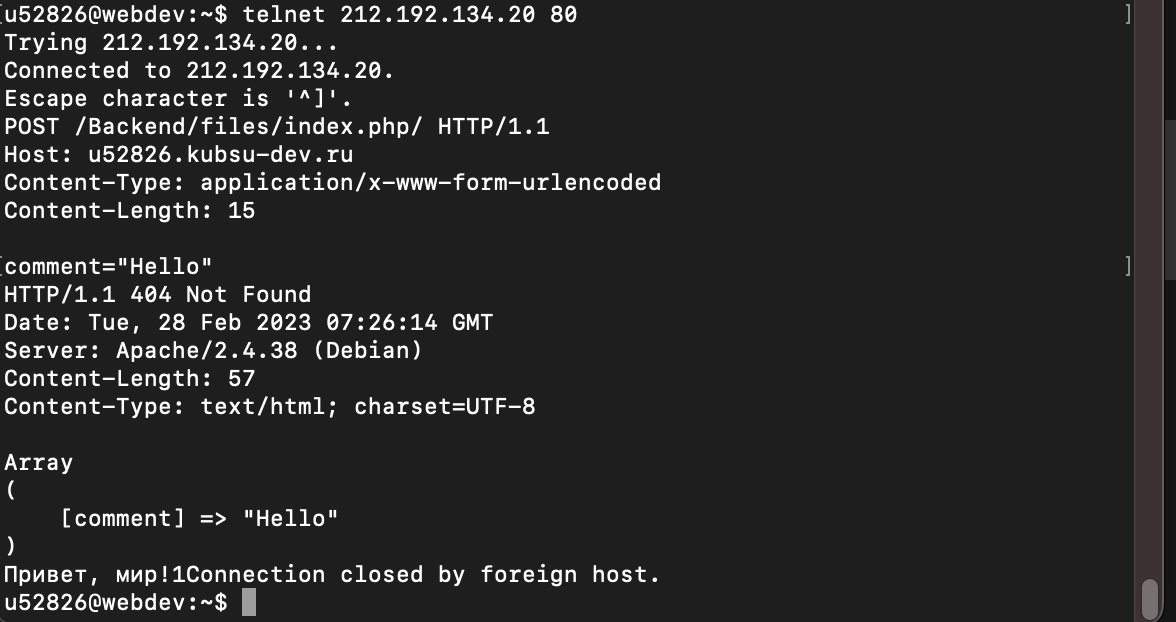 [u52826@webdev:~$ telnet 212.192.134.20 80 ]
Trying 212.192.134.20...
Connected to 212.192.134.20.
Escape character is '^]'.
POST /Backend/files/index.php/ HTTP/1.1
Host: u52826.kubsu-dev.ru
Content-Type: application/x-www-form-urlencoded
Content-Length: 15

[comment="Hello" ]
HTTP/1.1 404 Not Found
Date: Tue, 28 Feb 2023 07:26:14 GMT
Server: Apache/2.4.38 (Debian)
Content-Length: 57
Content-Type: text/html; charset=UTF-8

Array
(
    [comment] => "Hello"
)
Привет, мир!1Connection closed by foreign host.
u52826@webdev:~$